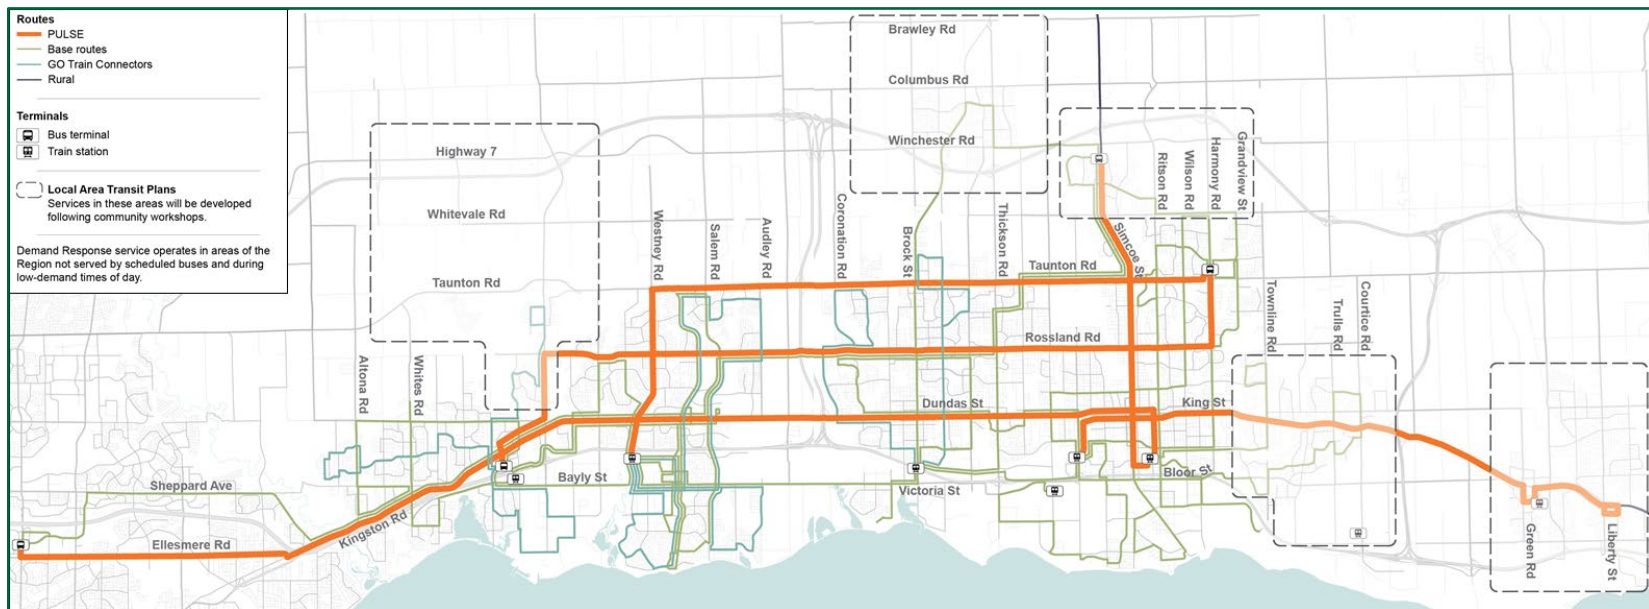 Routes
PULSE
Base routes
GO Train Connectors
Rural
Terminals
Bus terminal
Train station
Local Area Transit Plans
Services in these areas will be developed
following community workshops.
Demand Response service operates in areas of the
Region not served by scheduled buses and during
low-demand times of day.
Brawley Rd
Columbus Rd
Winchester Rd
Highway 7
Whitevale Rd
Taunton Rd
Westney Rd
Salem Rd
Audley Rd
Coronation Rd
Brock St
Thickson Rd
Taunton Rd
Simcoe St
Ritson Rd
Wilson Rd
Harmony Rd
Grandview St
Townline Rd
Trulls Rd
Courtice Rd
Rossland Rd
Altona Rd
Whites Rd
Dundas St
King St
Sheppard Ave
Bayly St
Victoria St
Bloor St
Kingston Rd
Ellesmere Rd
Green Rd
Liberty St